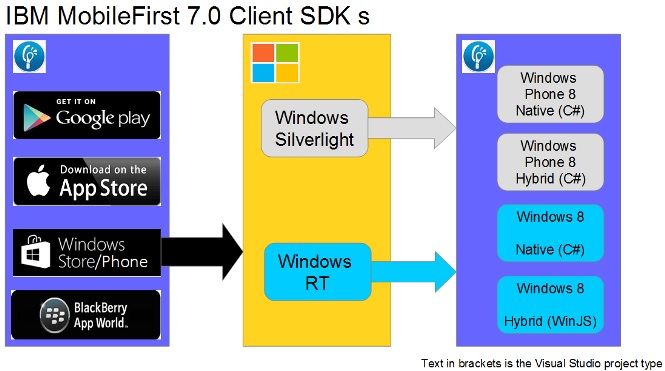 IBM MobileFirst 7.0 Client SDK s
GET IT ON
Google play
Download on the
App Store
Windows
Store/Phone
BlackBerry
App World™
Windows
Silverlight
Windows
RT
Windows
Phone 8
Native (C#)
Windows
Phone 8
Hybrid (C#)
Windows 8
Native (C#)
Windows 8
Hybrid (WinJS)
Text in brackets is the Visual Studio project type